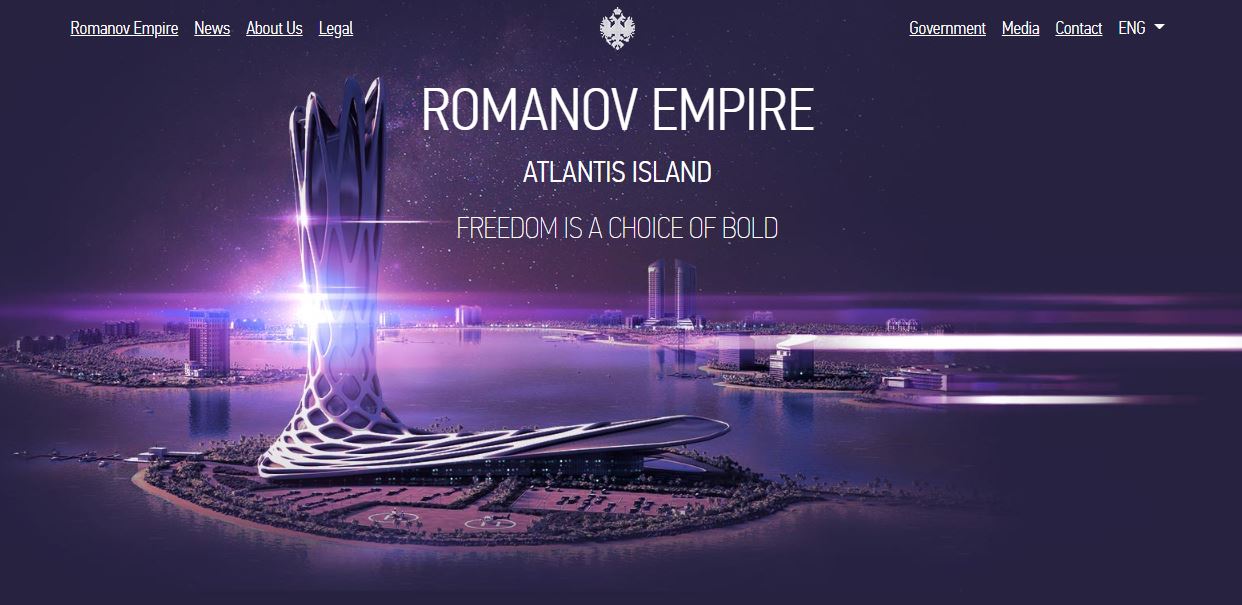 Romanov Empire News About Us Legal Government Media Contact ENG
ROMANOV EMPIRE
ATLANTIS ISLAND
FREEDOM IS A CHOICE OF BOLD